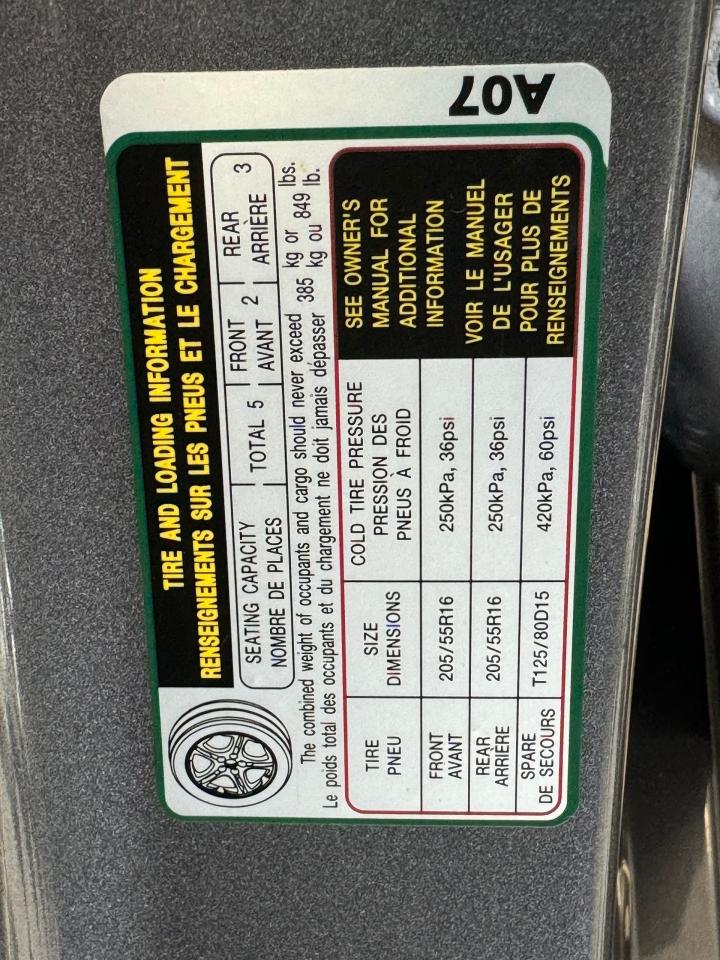 TIRE AND LOADING INFORMATION
RENSEIGNEMENTS SUR LES PNEUS ET LE CHARGEMENT
SEATING CAPACITY
NOMBRE DE PLACES
TOTAL 5
FRONT
AVANT
2
REAR
ARRIÈRE
3
The combined weight of occupants and cargo should never exceed 385 kg or 849 lbs.
Le poids total des occupants et du chargement ne doit jamais dépasser kg ou lb.
TIRE
PNEU
SIZE
DIMENSIONS
COLD TIRE PRESSURE
PRESSION DES
PNEUS À FROID
FRONT
AVANT
205/55R16
250kPa, 36psi
REAR
ARRIÈRE
205/55R16
250kPa, 36psi
SPARE
DE SECOURS
T125/80D15
420kPa, 60psi
SEE OWNER'S
MANUAL FOR
ADDITIONAL
INFORMATION
VOIR LE MANUEL
DE L'USAGER
POUR PLUS DE
RENSEIGNEMENTS
A07